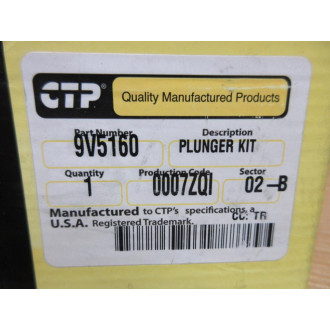 CTP® Quality Manufactured Products
Part Number Description
9V5160 PLUNGER KIT
Quantity Production Code Sector
1 0007ZQI 02-B
Manufactured to CTP's specifications, a
U.S.A. Registered Trademark.
CC: TR